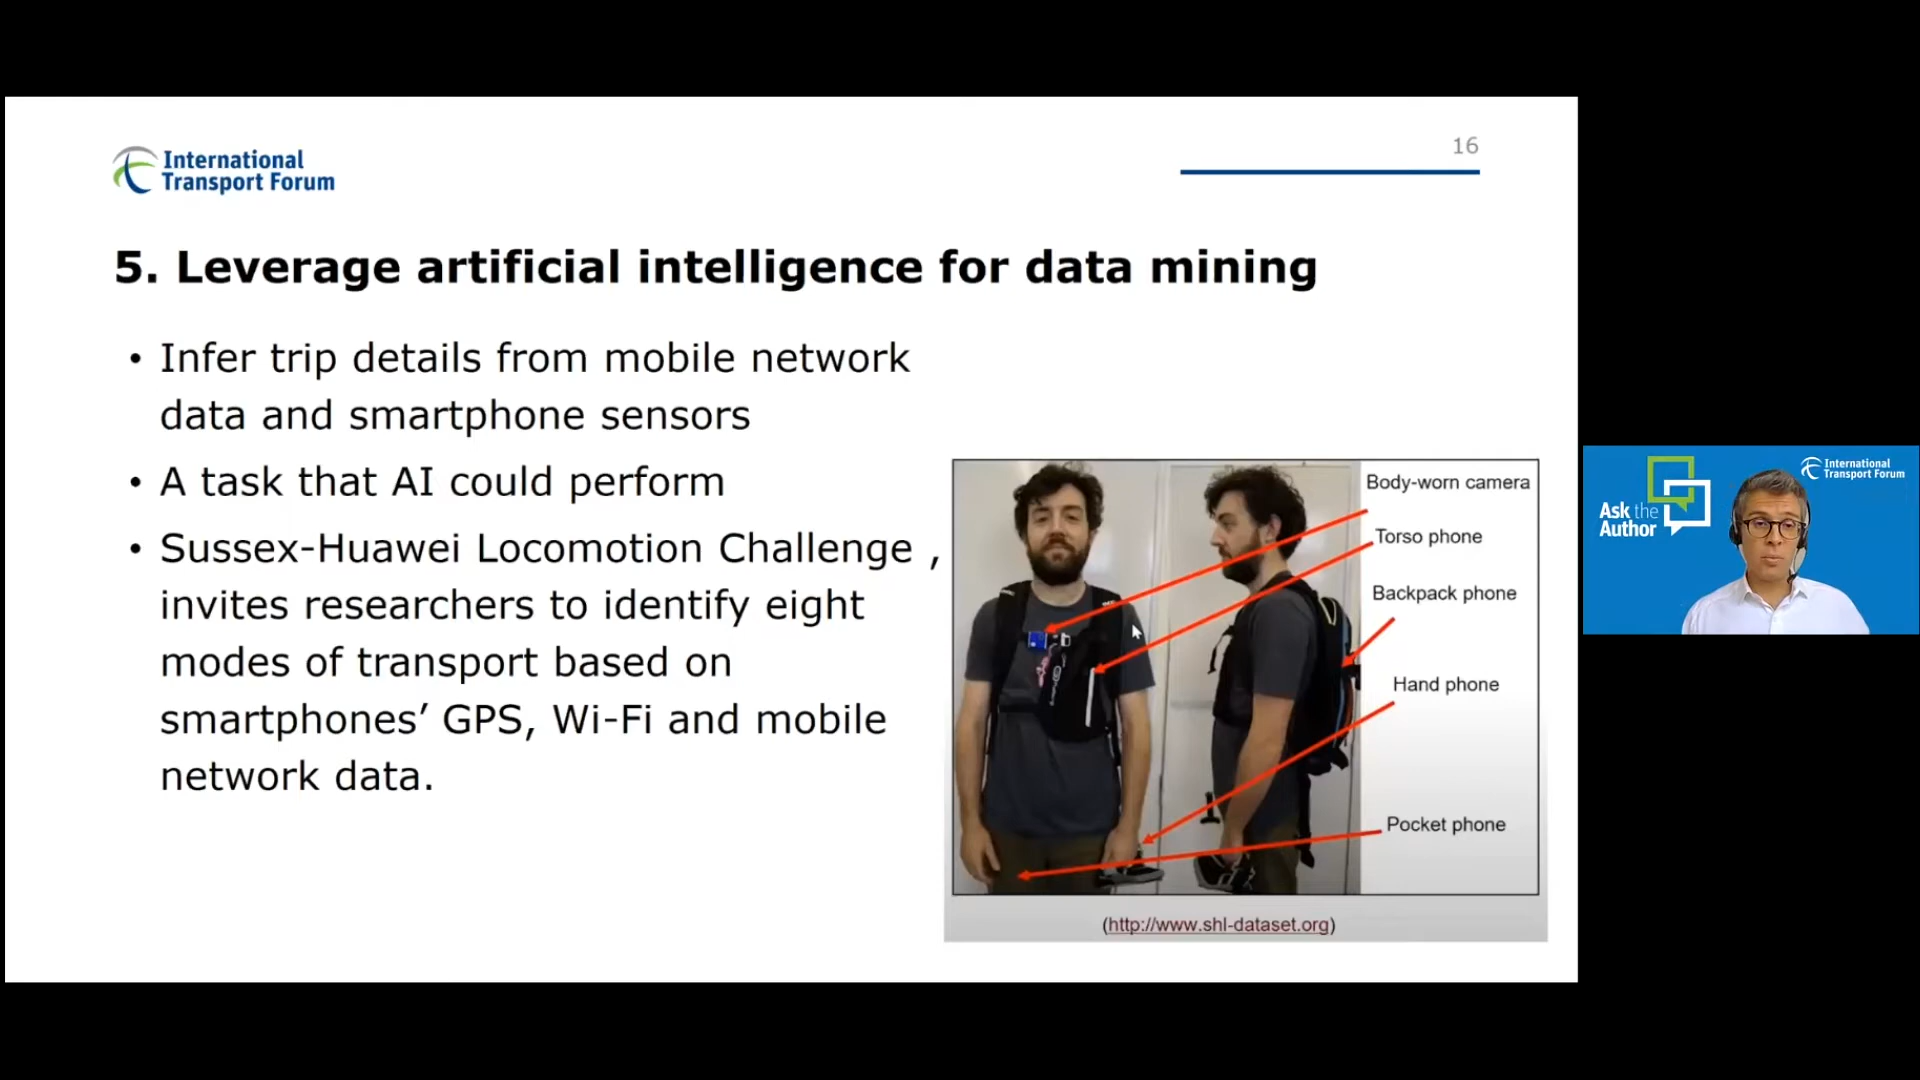 International
Transport Forum
16
5. Leverage artificial intelligence for data mining
• Infer trip details from mobile network
data and smartphone sensors
• A task that AI could perform
• Sussex-Huawei Locomotion Challenge ,
invites researchers to identify eight
modes of transport based on
smartphones’ GPS, Wi-Fi and mobile
network data.
Body-worn camera
Torso phone
Backpack phone
Hand phone
Pocket phone
(http://www.shl-dataset.org)
Ask the
Author
International
Transport Forum